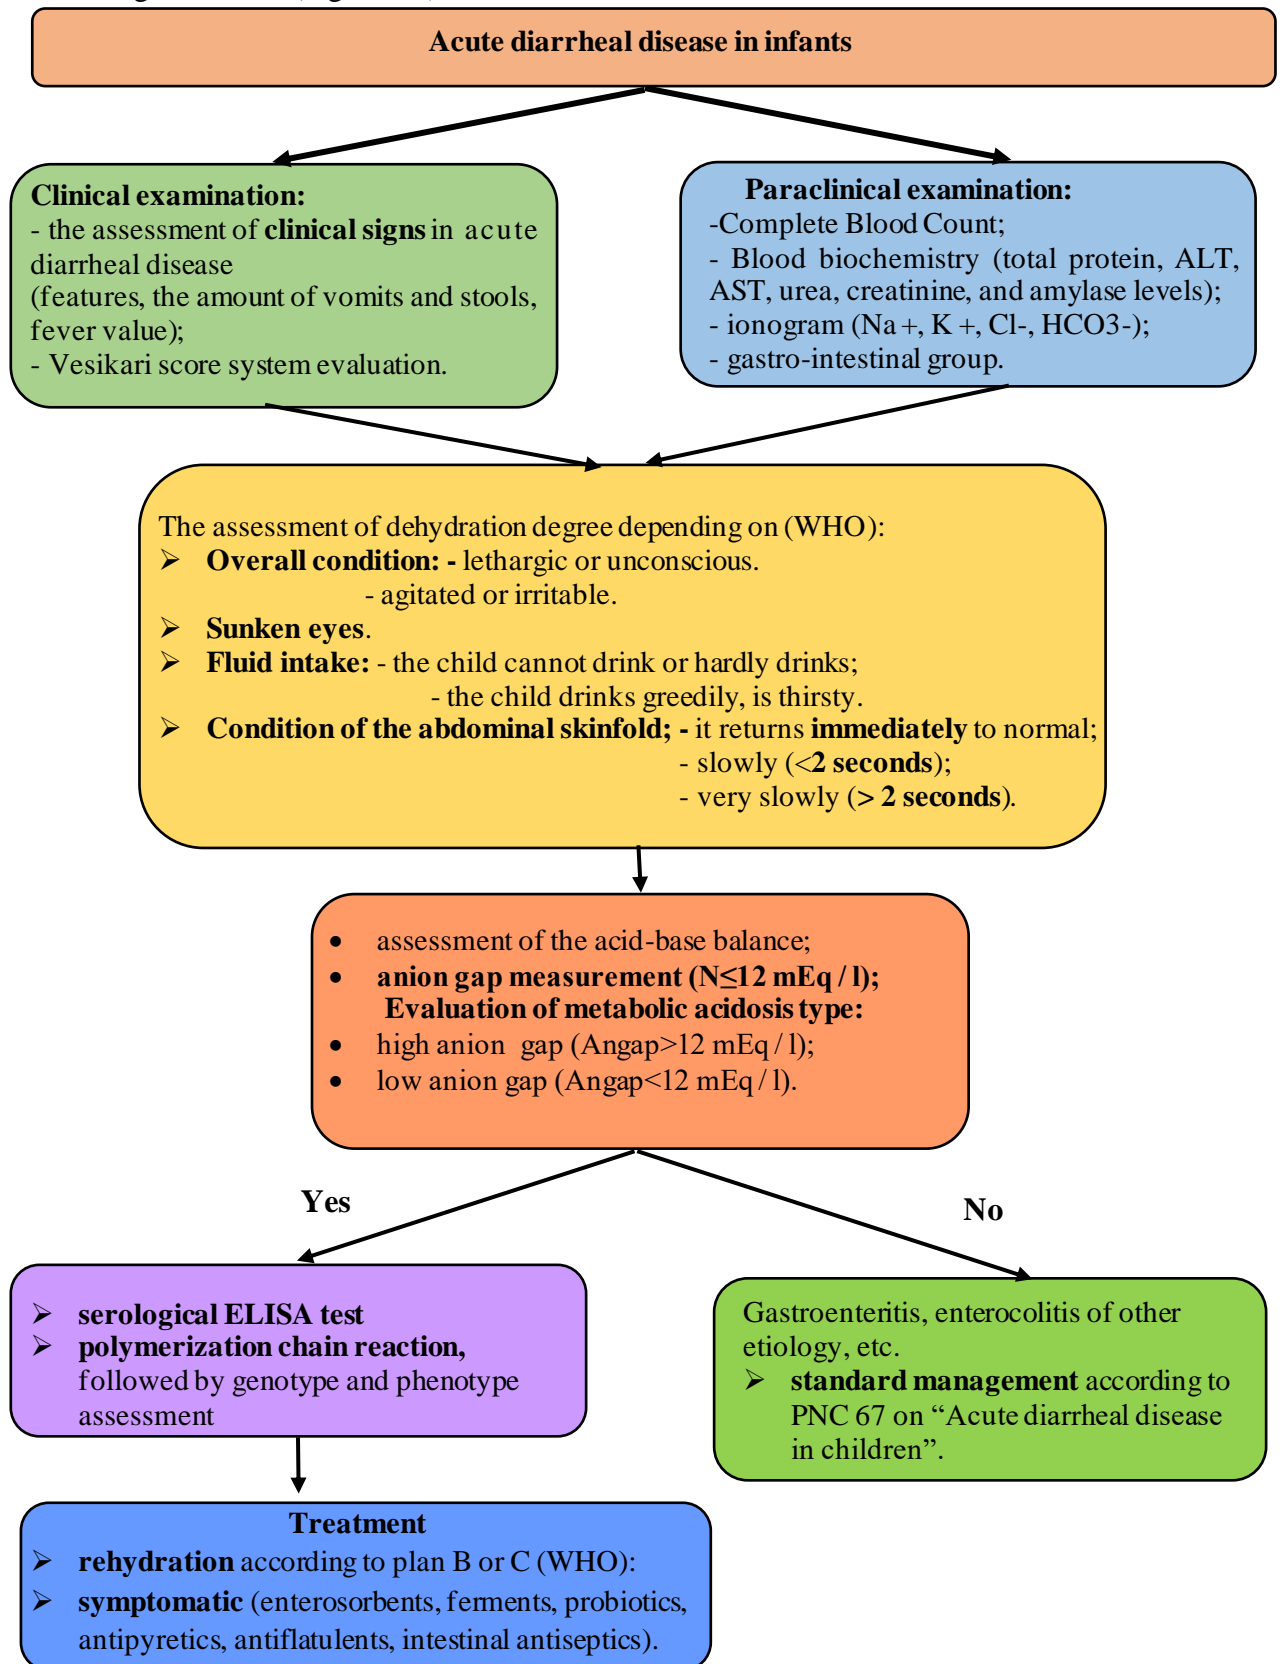 Acute diarrheal disease in infants
Clinical examination:
- the assessment of clinical signs in acute
diarrheal disease
(features, the amount of vomits and stools,
fever value);
- Vesikari score system evaluation.
Paraclinical examination:
-Complete Blood Count;
- Blood biochemistry (total protein, ALT,
AST, urea, creatinine, and amylase levels);
- ionogram (Na +, K +, Cl-, HCO3-);
- gastro-intestinal group.
The assessment of dehydration degree depending on (WHO):
➢ Overall condition: - lethargic or unconscious.
- agitated or irritable.
➢ Sunken eyes.
➢ Fluid intake: - the child cannot drink or hardly drinks;
- the child drinks greedily, is thirsty.
➢ Condition of the abdominal skinfold; - it returns immediately to normal;
- slowly (<2 seconds);
- very slowly (> 2 seconds).
• assessment of the acid-base balance;
• anion gap measurement (N≤12 mEq / l);
Evaluation of metabolic acidosis type:
• high anion gap (Angap>12 mEq / l);
• low anion gap (Angap<12 mEq / l).
Yes
No
➢ serological ELISA test
➢ polymerization chain reaction,
followed by genotype and phenotype
assessment
Gastroenteritis, enterocolitis of other
etiology, etc.
➢ standard management according to
PNC 67 on “Acute diarrheal disease
in children”.
Treatment
➢ rehydration according to plan B or C (WHO):
➢ symptomatic (enterosorbents, ferments, probiotics,
antipyretics, antiflatulents, intestinal antiseptics).